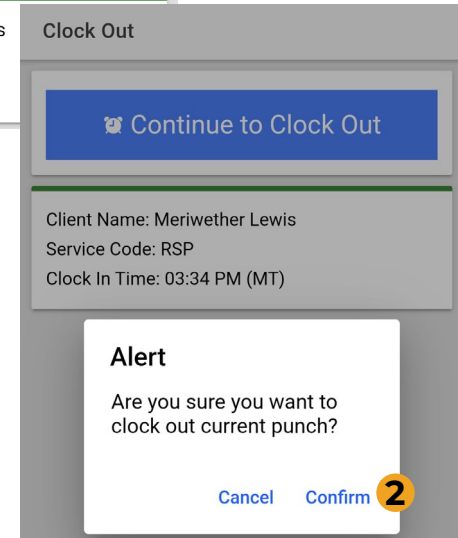 s
Clock Out
Continue to Clock Out
Client Name: Meriwether Lewis
Service Code: RSP
Clock In Time: 03:34 PM (MT)
Alert
Are you sure you want to
clock out current punch?
Cancel Confirm 2